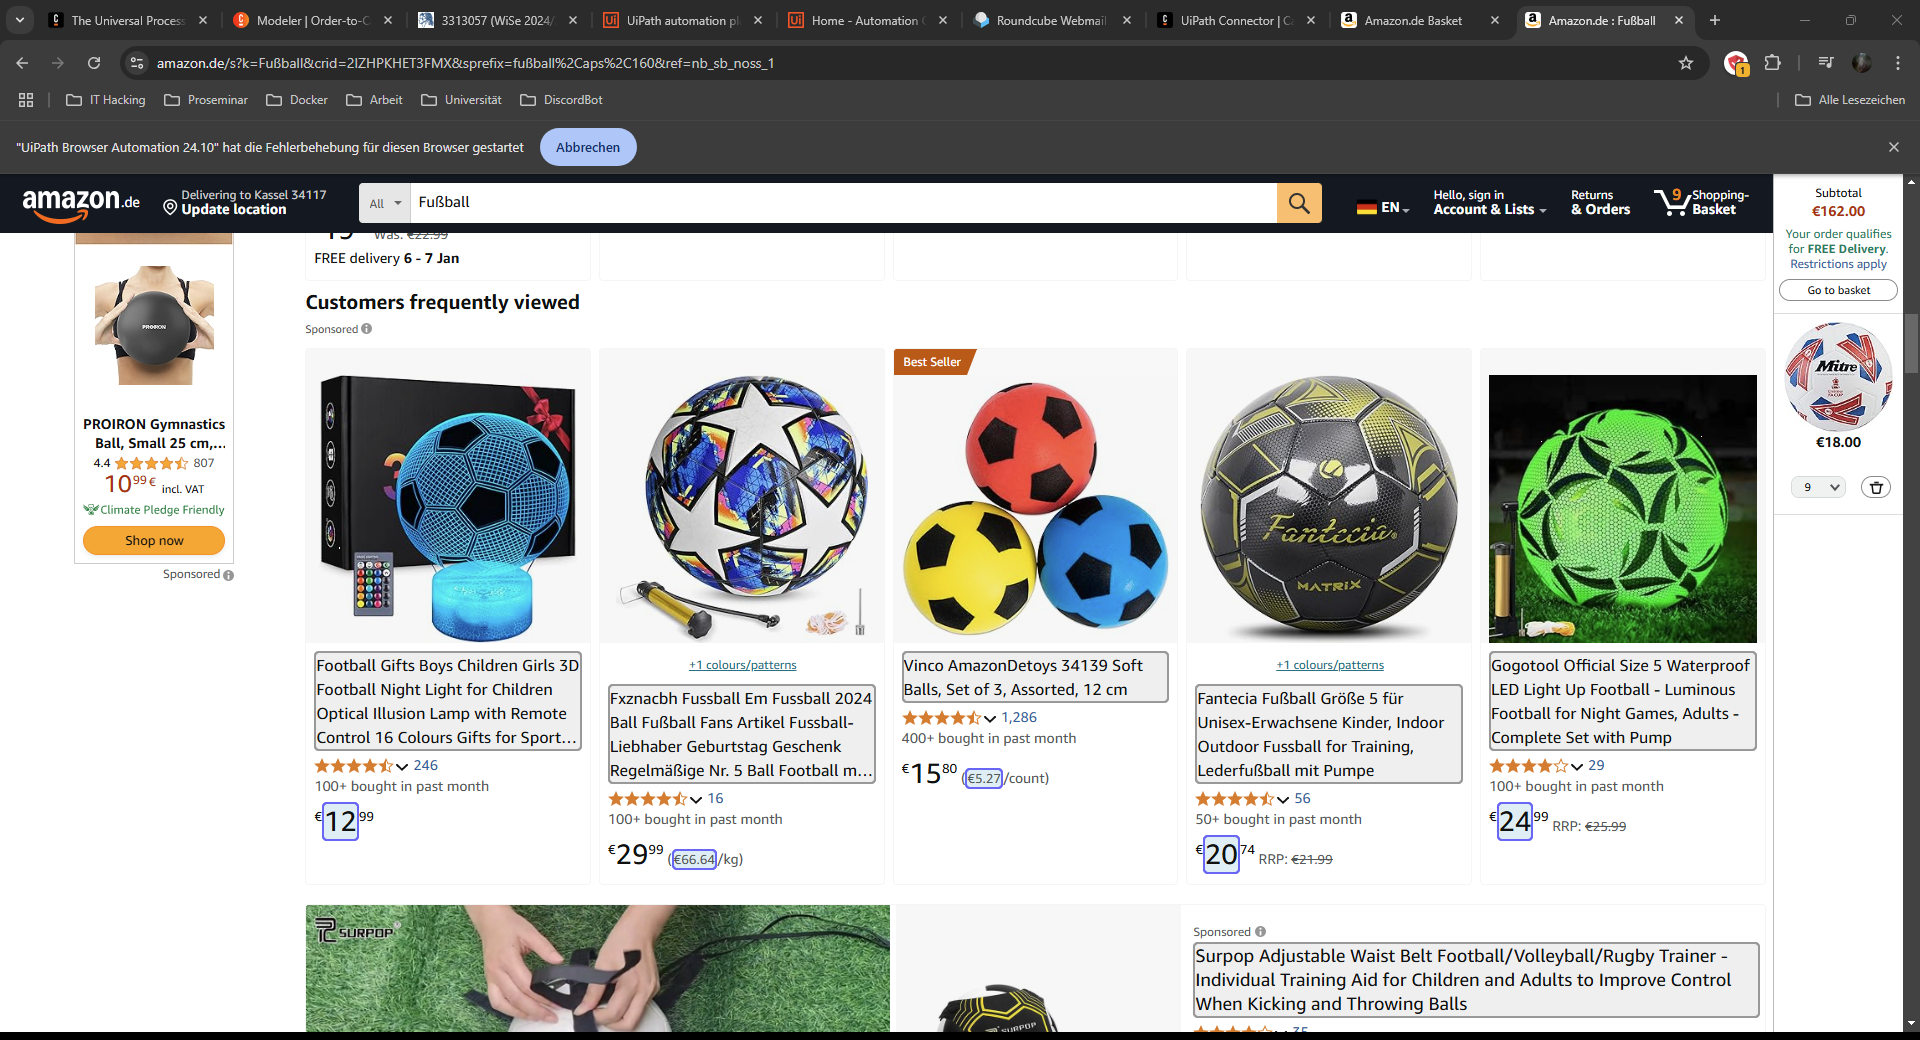 The Universal Process
Modeler | Order-to-C
3313057 (WiSe 2024/
UiPath automation pl
Home - Automation C
Roundcube Webmail
UiPath Connector | Ca
Amazon.de Basket
Amazon.de : Fußball
amazon.de/s?k=Fußball&crid=2IZHPKHET3FMX&sprefix=fußball%2Caps%2C160&ref=nb_sb_noss_1
1
IT Hacking
Proseminar
Docker
Arbeit
Universität
DiscordBot
Alle Lesezeichen
"UiPath Browser Automation 24.10" hat die Fehlerbehebung für diesen Browser gestartet
Abbrechen
amazon.de
Delivering to Kassel 34117
Update location
All
Fußball
EN
Hello, sign in
Account & Lists
Returns
& Orders
9
Shopping-
Basket
Subtotal
€162.00
Your order qualifies
for FREE Delivery.
Restrictions apply
Go to basket
Mitre
€18.00
9
Was: €22.99
FREE delivery 6 - 7 Jan
PROIRON
PROIRON Gymnastics
Ball, Small 25 cm,...
4.4 807
10⁹⁹€ incl. VAT
Climate Pledge Friendly
Shop now
Sponsored
Customers frequently viewed
Sponsored
Football Gifts Boys Children Girls 3D
Football Night Light for Children
Optical Illusion Lamp with Remote
Control 16 Colours Gifts for Sport...
246
100+ bought in past month
€12⁹⁹
+1 colours/patterns
Fxznacbh Fussball Em Fussball 2024
Ball Fußball Fans Artikel Fussball-
Liebhaber Geburtstag Geschenk
Regelmäßige Nr. 5 Ball Football m...
16
100+ bought in past month
€29⁹⁹ (€66.64/kg)
Best Seller
Vinco AmazonDetoys 34139 Soft
Balls, Set of 3, Assorted, 12 cm
1,286
400+ bought in past month
€15⁸⁰ (€5.27/count)
Fantecia
MATRIX
+1 colours/patterns
Fantecia Fußball Größe 5 für
Unisex-Erwachsene Kinder, Indoor
Outdoor Fussball for Training,
Lederfußball mit Pumpe
56
50+ bought in past month
€20⁷⁴ RRP: €21.99
Gogotool Official Size 5 Waterproof
LED Light Up Football - Luminous
Football for Night Games, Adults -
Complete Set with Pump
29
100+ bought in past month
€24⁹⁹ RRP: €25.99
SURPOP
SURPOP
Sponsored
Surpop Adjustable Waist Belt Football/Volleyball/Rugby Trainer -
Individual Training Aid for Children and Adults to Improve Control
When Kicking and Throwing Balls
35